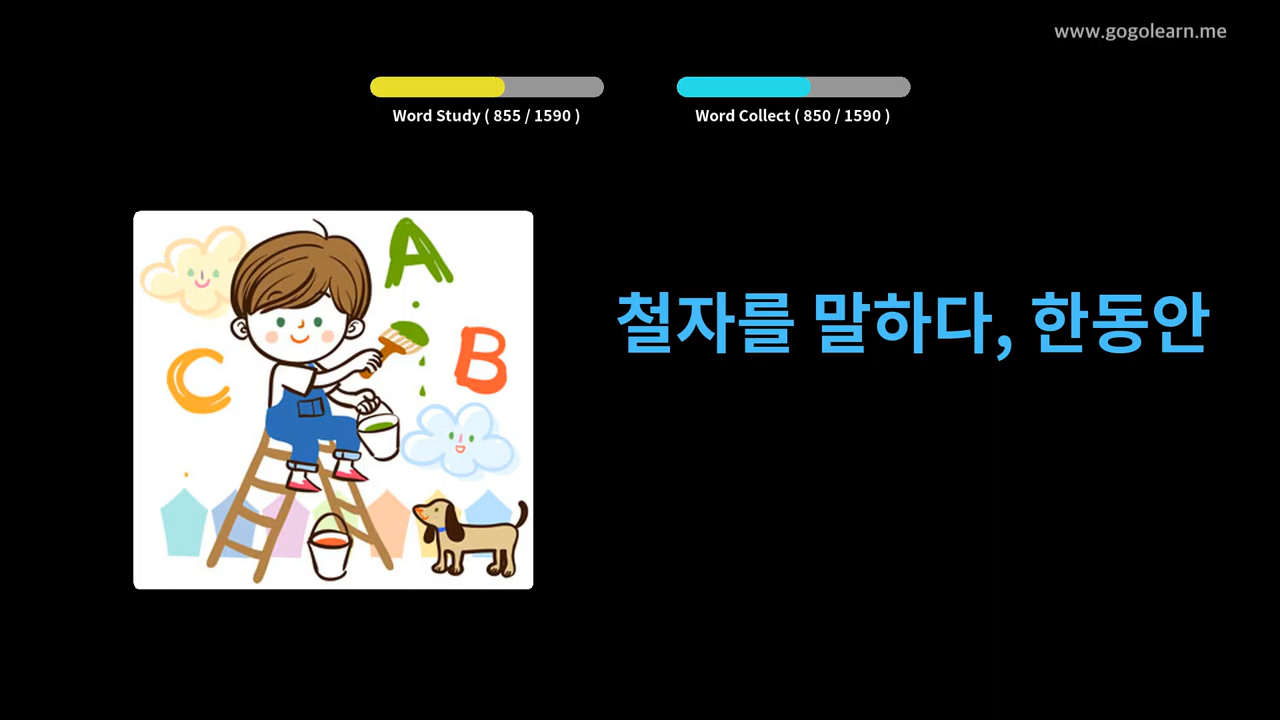 www.gogolearn.me
Word Study ( 855 / 1590 )
Word Collect ( 850 / 1590 )
A
철자를 말하다, 한동안
B
C